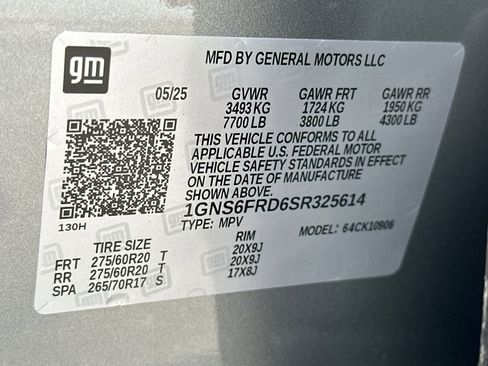 gm
MFD BY GENERAL MOTORS LLC
05/25 GVWR GAWR FRT GAWR RR
3493 KG 1724 KG 1950 KG
7700 LB 3800 LB 4300 LB
THIS VEHICLE CONFORMS TO ALL
APPLICABLE U.S. FEDERAL MOTOR
VEHICLE SAFETY STANDARDS IN EFFECT
ON THE DATE OF MANUFACTURE
SHOWN ABOVE.
1GNS6FRD6SR325614
130H TYPE: MPV MODEL: 64CK10906
TIRE SIZE RIM
FRT 275/60R20 T 20X9J
RR 275/60R20 T 20X9J
SPA 265/70R17 S 17X8J